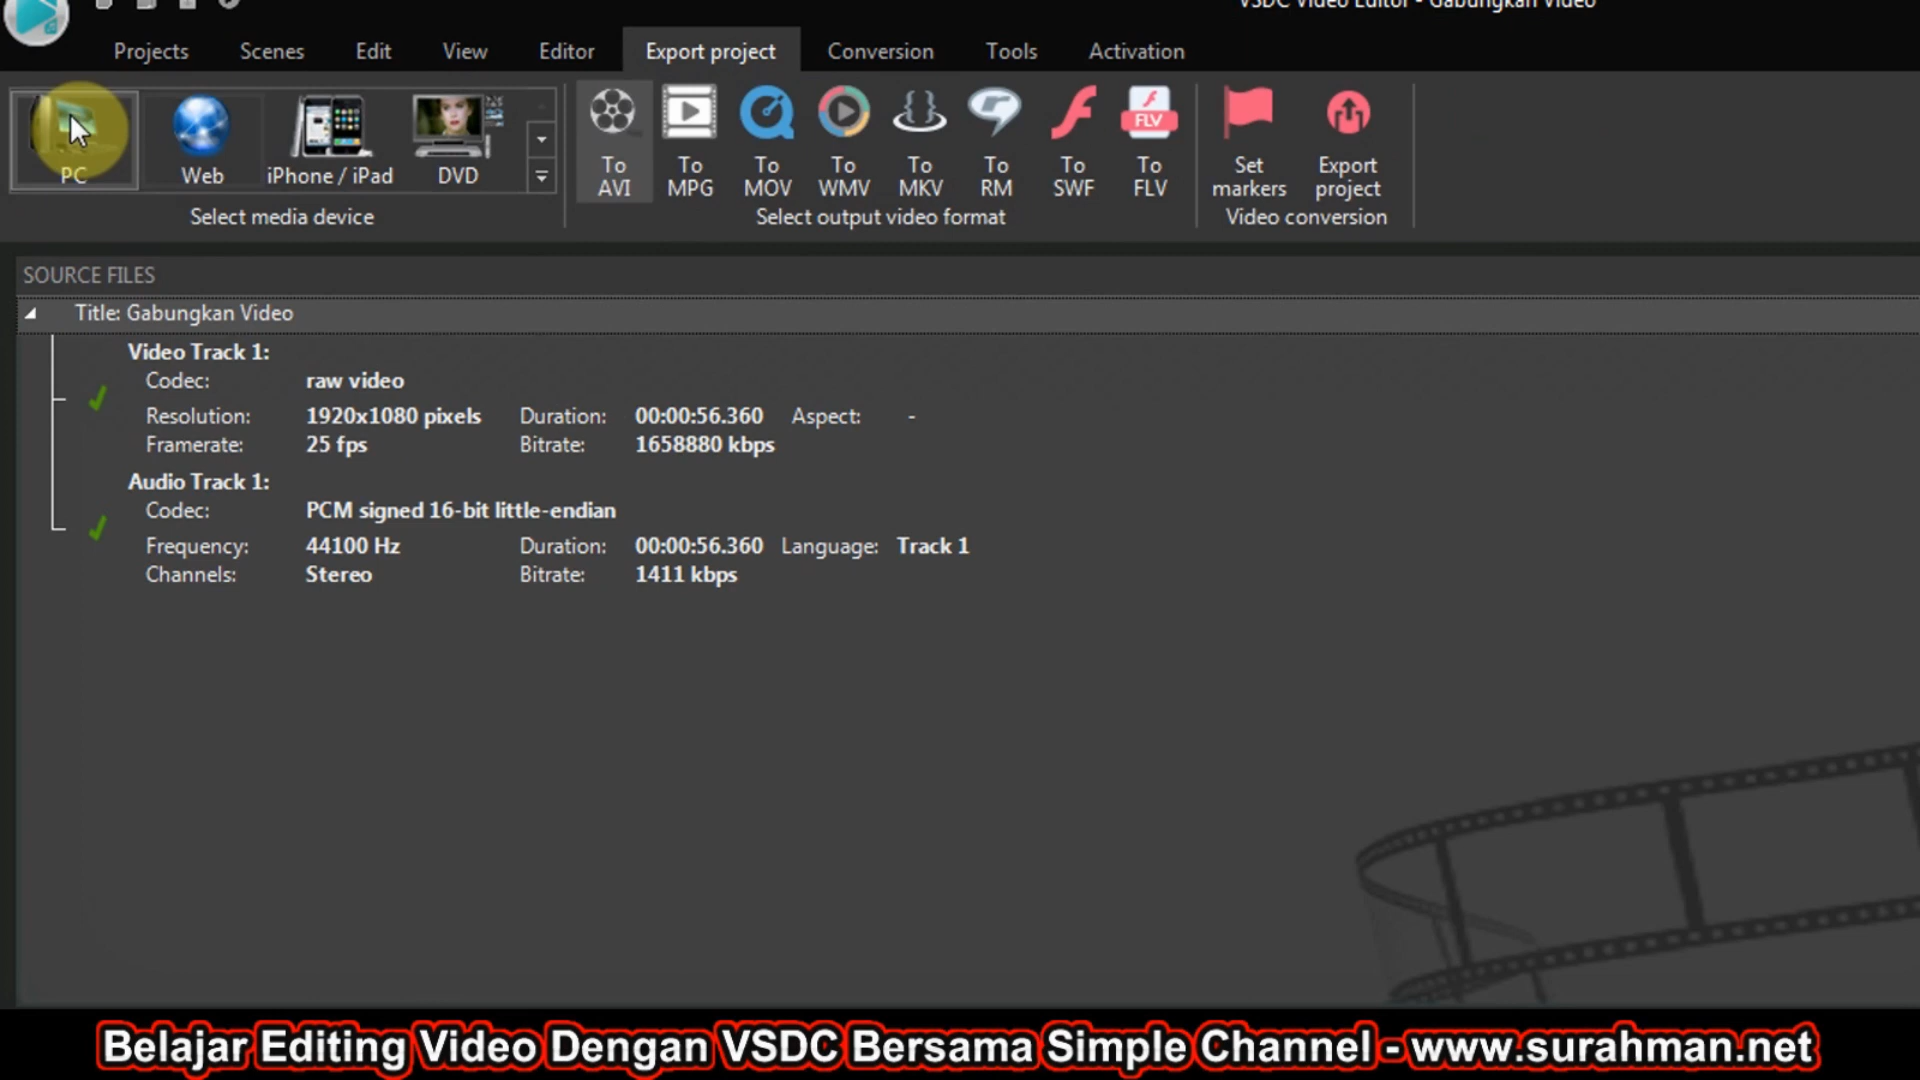 VSDC Video Editor - Gabungkan Video
Projects Scenes Edit View Editor Export project Conversion Tools Activation
PC Web iPhone / iPad DVD
Select media device
To AVI To MPG To MOV To WMV To MKV To RM To SWF To FLV
Select output video format
Set markers Export project
Video conversion
SOURCE FILES
Title: Gabungkan Video
Video Track 1:
Codec: raw video
Resolution: 1920x1080 pixels Duration: 00:00:56.360 Aspect: -
Framerate: 25 fps Bitrate: 1658880 kbps
Audio Track 1:
Codec: PCM signed 16-bit little-endian
Frequency: 44100 Hz Duration: 00:00:56.360 Language: Track 1
Channels: Stereo Bitrate: 1411 kbps
Belajar Editing Video Dengan VSDC Bersama Simple Channel - www.surahman.net